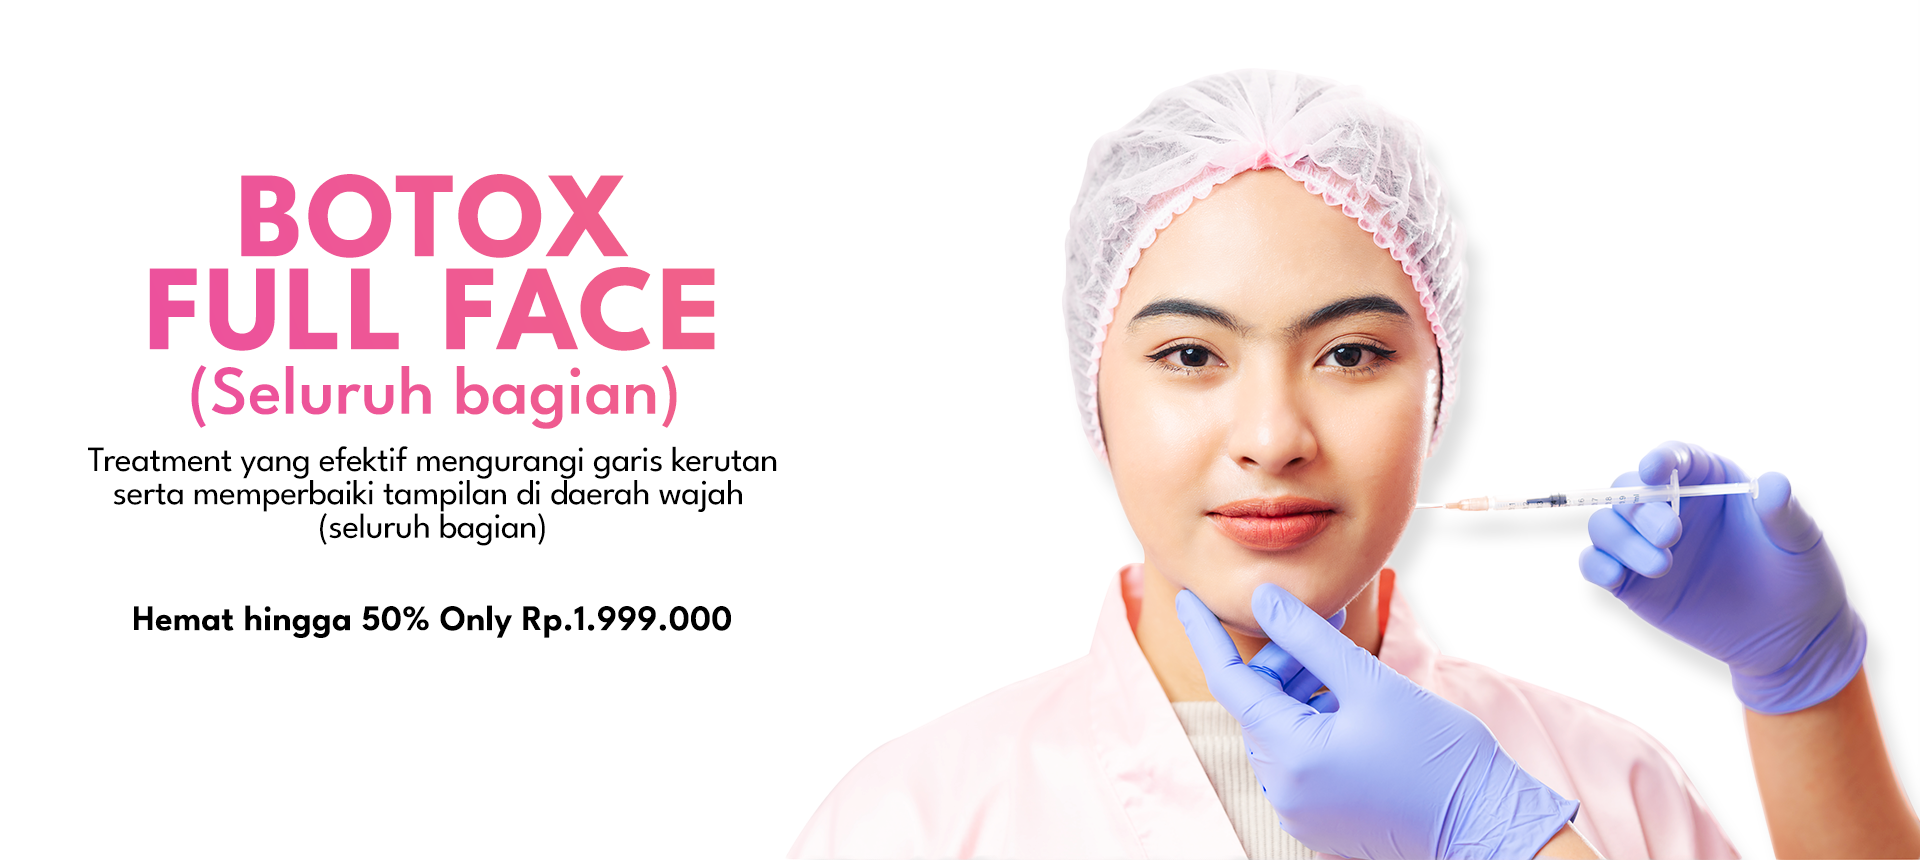 BOTOX
FULL FACE
(Seluruh bagian)
Treatment yang efektif mengurangi garis kerutan
serta memperbaiki tampilan di daerah wajah
(seluruh bagian)
Hemat hingga 50% Only Rp.1.999.000